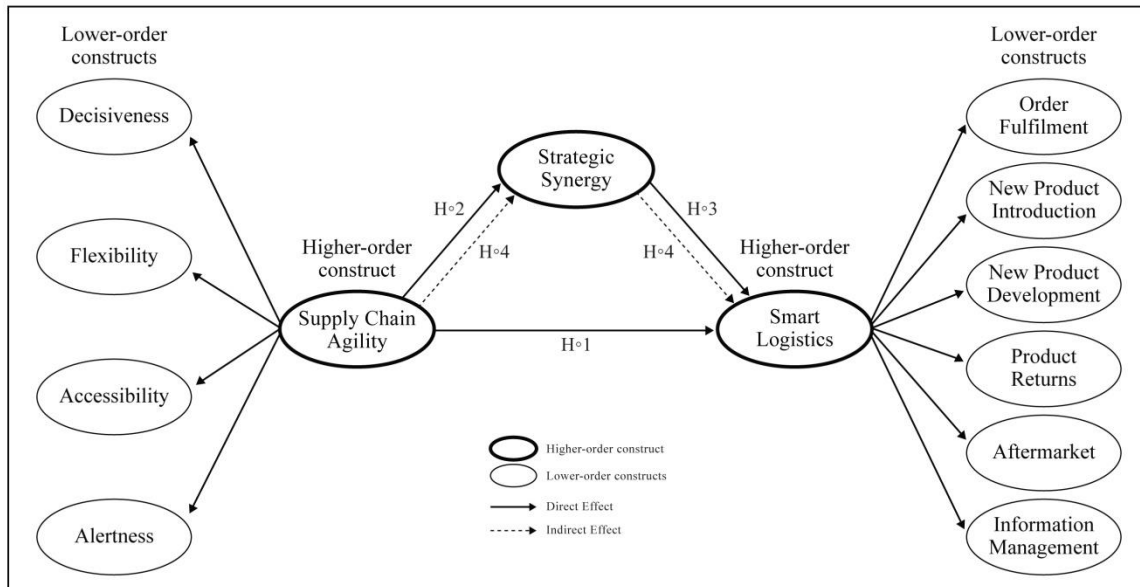 Lower-order
constructs
Decisiveness
Flexibility
Accessibility
Alertness
Higher-order
construct
Supply Chain
Agility
H∘2
H∘4
Strategic
Synergy
H∘3
H∘4
H∘1
Higher-order
construct
Smart
Logistics
Higher-order construct
Lower-order constructs
Direct Effect
Indirect Effect
Lower-order
constructs
Order
Fulfilment
New Product
Introduction
New Product
Development
Product
Returns
Aftermarket
Information
Management